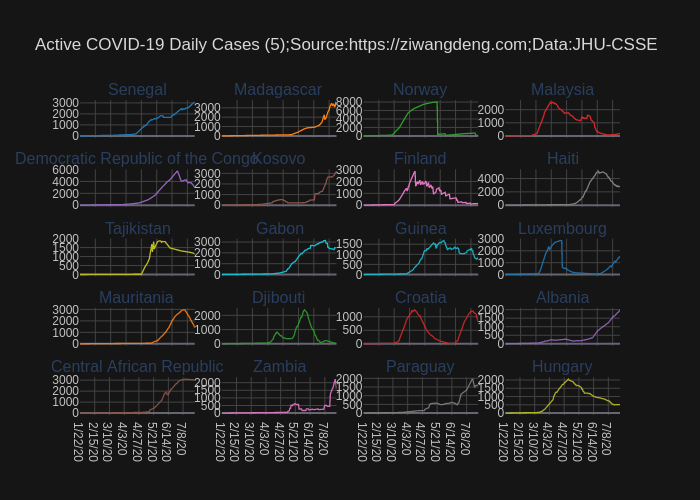 Active COVID-19 Daily Cases (5);Source:https://ziwangdeng.com;Data:JHU-CSSE
Senegal Madagascar Norway Malaysia
3000 2000 1000 0
3000 2000 1000 0
8000 6000 4000 2000 0
2000 1000 0
Democratic Republic of the Congo Kosovo Finland Haiti
6000 4000 2000 0
3000 2000 1000 0
3000 2000 1000 0
4000 2000 0
Tajikistan Gabon Guinea Luxembourg
2000 1500 1000 500 0
3000 2000 1000 0
1500 1000 500 0
3000 2000 1000 0
Mauritania Djibouti Croatia Albania
3000 2000 1000 0
2000 1000 0
1000 500 0
2000 1500 1000 500 0
Central African Republic Zambia Paraguay Hungary
3000 2000 1000 0
2000 1500 1000 500 0
2000 1500 1000 500 0
2000 1500 1000 500 0
1/22/20 2/15/20 3/10/20 4/3/20 4/27/20 5/21/20 6/14/20 7/8/20
1/22/20 2/15/20 3/10/20 4/3/20 4/27/20 5/21/20 6/14/20 7/8/20
1/22/20 2/15/20 3/10/20 4/3/20 4/27/20 5/21/20 6/14/20 7/8/20
1/22/20 2/15/20 3/10/20 4/3/20 4/27/20 5/21/20 6/14/20 7/8/20